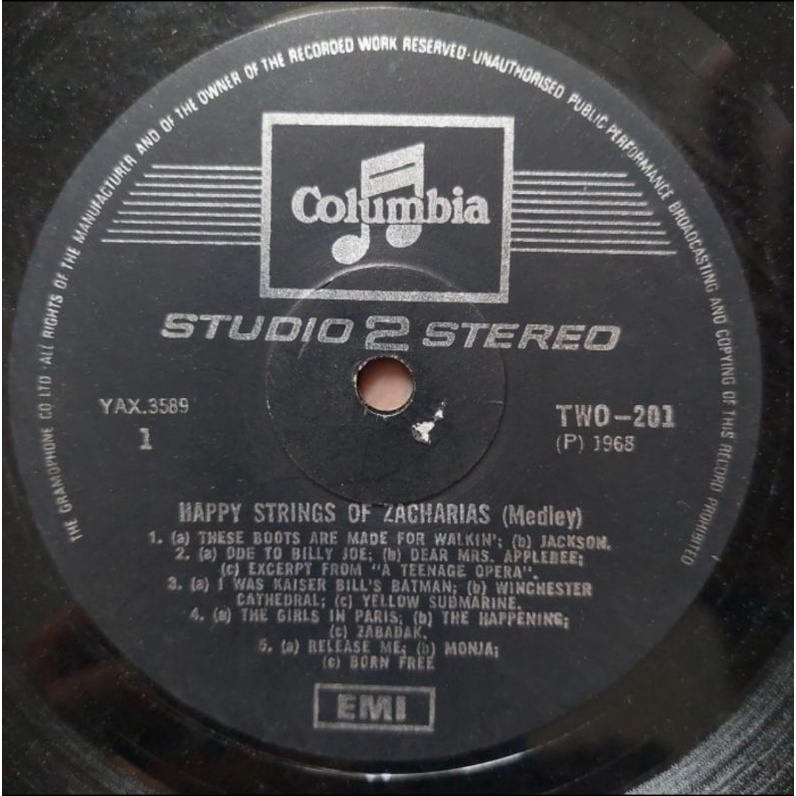 THE GRAMOPHONE CO LTD · ALL RIGHTS OF THE MANUFACTURER AND OF THE OWNER OF THE RECORDED WORK RESERVED · UNAUTHORISED PUBLIC PERFORMANCE BROADCASTING AND COPYING OF THIS RECORD PROHIBITED
Columbia
STUDIO 2 STEREO
YAX.3589
1
TWO-201
(P) 1968
HAPPY STRINGS OF ZACHARIAS (Medley)
1. (a) THESE BOOTS ARE MADE FOR WALKIN'; (b) JACKSON.
2. (a) ODE TO BILLY JOE; (b) DEAR MRS. APPLEBEE;
(c) EXCERPT FROM "A TEENAGE OPERA".
3. (a) I WAS KAISER BILL'S BATMAN; (b) WINCHESTER
CATHEDRAL; (c) YELLOW SUBMARINE.
4. (a) THE GIRLS IN PARIS; (b) THE HAPPENING;
(c) ZABADAK.
5. (a) RELEASE ME; (b) MONJA;
(c) BORN FREE
EMI